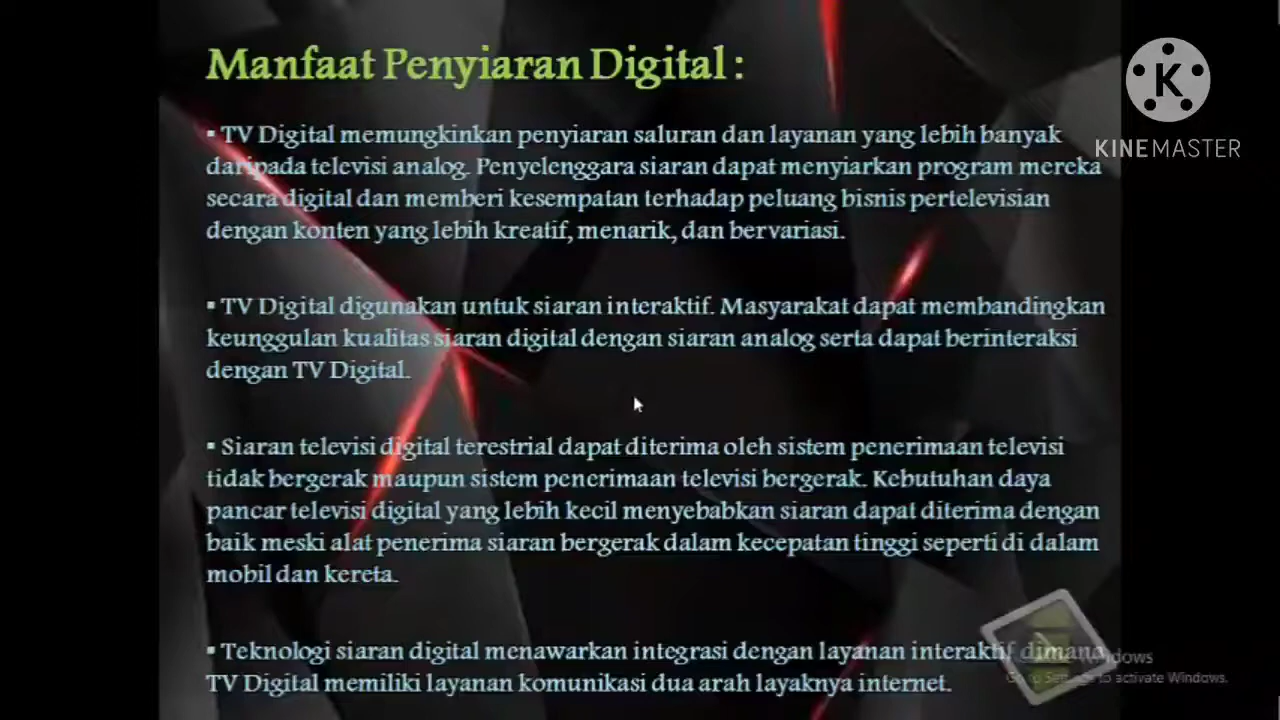 Manfaat Penyiaran Digital :
KINEMASTER
▪ TV Digital memungkinkan penyiaran saluran dan layanan yang lebih banyak
daripada televisi analog. Penyelenggara siaran dapat menyiarkan program mereka
secara digital dan memberi kesempatan terhadap peluang bisnis pertelevisian
dengan konten yang lebih kreatif, menarik, dan bervariasi.
▪ TV Digital digunakan untuk siaran interaktif. Masyarakat dapat membandingkan
keunggulan kualitas siaran digital dengan siaran analog serta dapat berinteraksi
dengan TV Digital.
▪ Siaran televisi digital terestrial dapat diterima oleh sistem penerimaan televisi
tidak bergerak maupun sistem penerimaan televisi bergerak. Kebutuhan daya
pancar televisi digital yang lebih kecil menyebabkan siaran dapat diterima dengan
baik meski alat penerima siaran bergerak dalam kecepatan tinggi seperti di dalam
mobil dan kereta.
▪ Teknologi siaran digital menawarkan integrasi dengan layanan interaktif dimana
TV Digital memiliki layanan komunikasi dua arah layaknya internet.
Windows
Go to Settings to activate Windows.